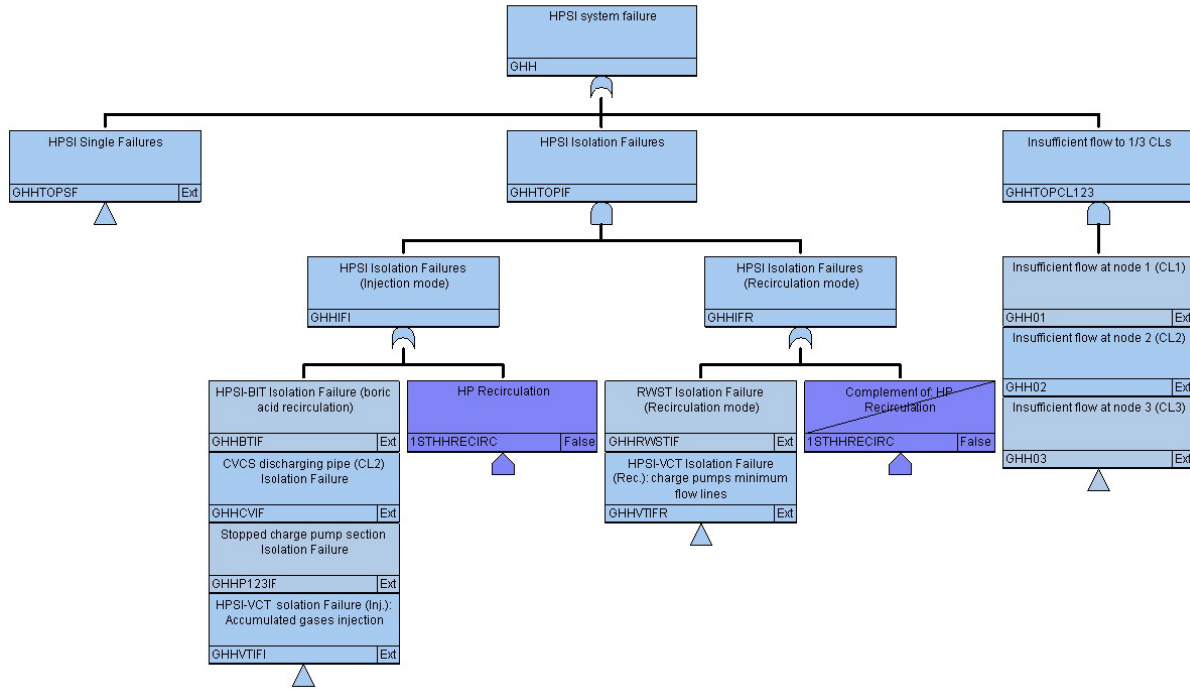 HPSI system failure
GHH
HPSI Single Failures
GHHTOPSF Ext
HPSI Isolation Failures
GHHTOPIF
Insufficient flow to 1/3 CLs
GHHTOPCL123
HPSI Isolation Failures
(Injection mode)
GHHIFI
HPSI Isolation Failures
(Recirculation mode)
GHHIFR
Insufficient flow at node 1 (CL1)
GHH01 Ext
Insufficient flow at node 2 (CL2)
GHH02 Ext
Insufficient flow at node 3 (CL3)
GHH03 Ext
HPSI-BIT Isolation Failure (boric
acid recirculation)
GHHBTIF Ext
CVCS discharging pipe (CL2)
Isolation Failure
GHHCVIF Ext
Stopped charge pump section
Isolation Failure
GHHP123IF Ext
HPSI-VCT solation Failure (Inj.):
Accumulated gases injection
GHHVTIFI Ext
HP Recirculation
1STHHRECIRC False
RWST Isolation Failure
(Recirculation mode)
GHHRWSTIF Ext
HPSI-VCT Isolation Failure
(Rec.): charge pumps minimum
flow lines
GHHVTIFR Ext
Complement of: HP
Recirculation
1STHHRECIRC False